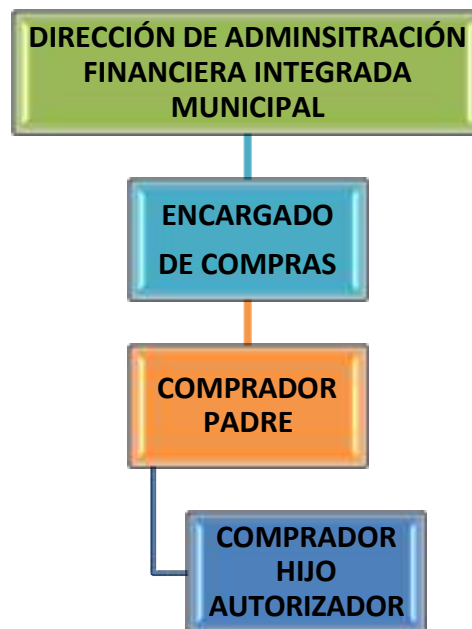 DIRECCIÓN DE ADMINSITRACIÓN
FINANCIERA INTEGRADA
MUNICIPAL
ENCARGADO
DE COMPRAS
COMPRADOR
PADRE
COMPRADOR
HIJO
AUTORIZADOR